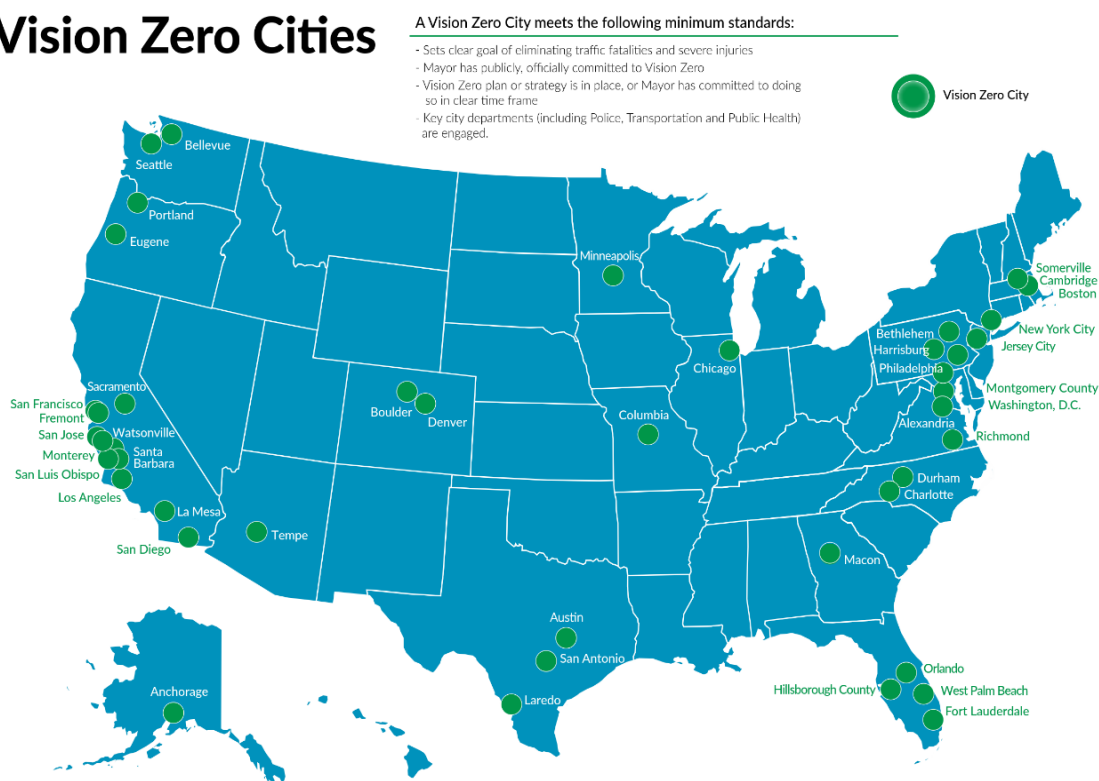 Vision Zero Cities
A Vision Zero City meets the following minimum standards:
- Sets clear goal of eliminating traffic fatalities and severe injuries
- Mayor has publicly, officially committed to Vision Zero
- Vision Zero plan or strategy is in place, or Mayor has committed to doing
so in clear time frame
- Key city departments (including Police, Transportation and Public Health)
are engaged.
Vision Zero City
Bellevue
Seattle
Portland
Eugene
Minneapolis
Somerville
Cambridge
Boston
New York City
Bethlehem
Jersey City
Harrisburg
Philadelphia
Chicago
Sacramento
San Francisco
Fremont
San Jose
Watsonville
Monterey
Santa
Barbara
San Luis Obispo
Los Angeles
La Mesa
San Diego
Tempe
Boulder
Denver
Columbia
Montgomery County
Washington, D.C.
Alexandria
Richmond
Durham
Charlotte
Macon
Austin
San Antonio
Laredo
Orlando
Hillsborough County
West Palm Beach
Fort Lauderdale
Anchorage